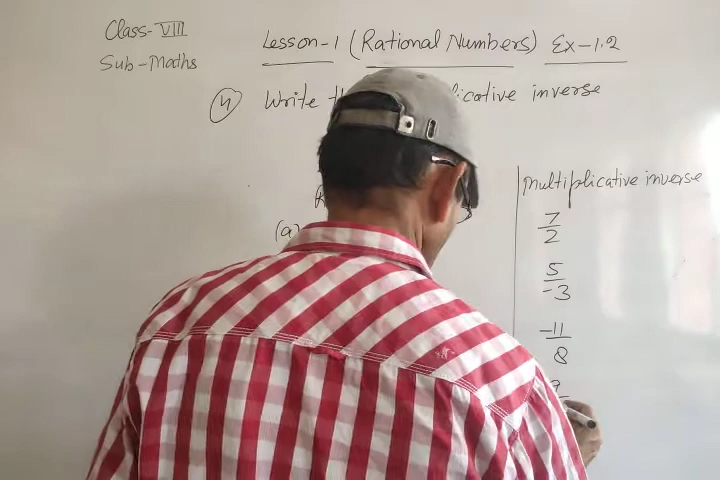 Class-VIII
Sub-Maths
Lesson-1 (Rational Numbers) Ex-1.2
4 Write inverse
(a)
Multiplicative inverse
7/2
5/-3
-11/8